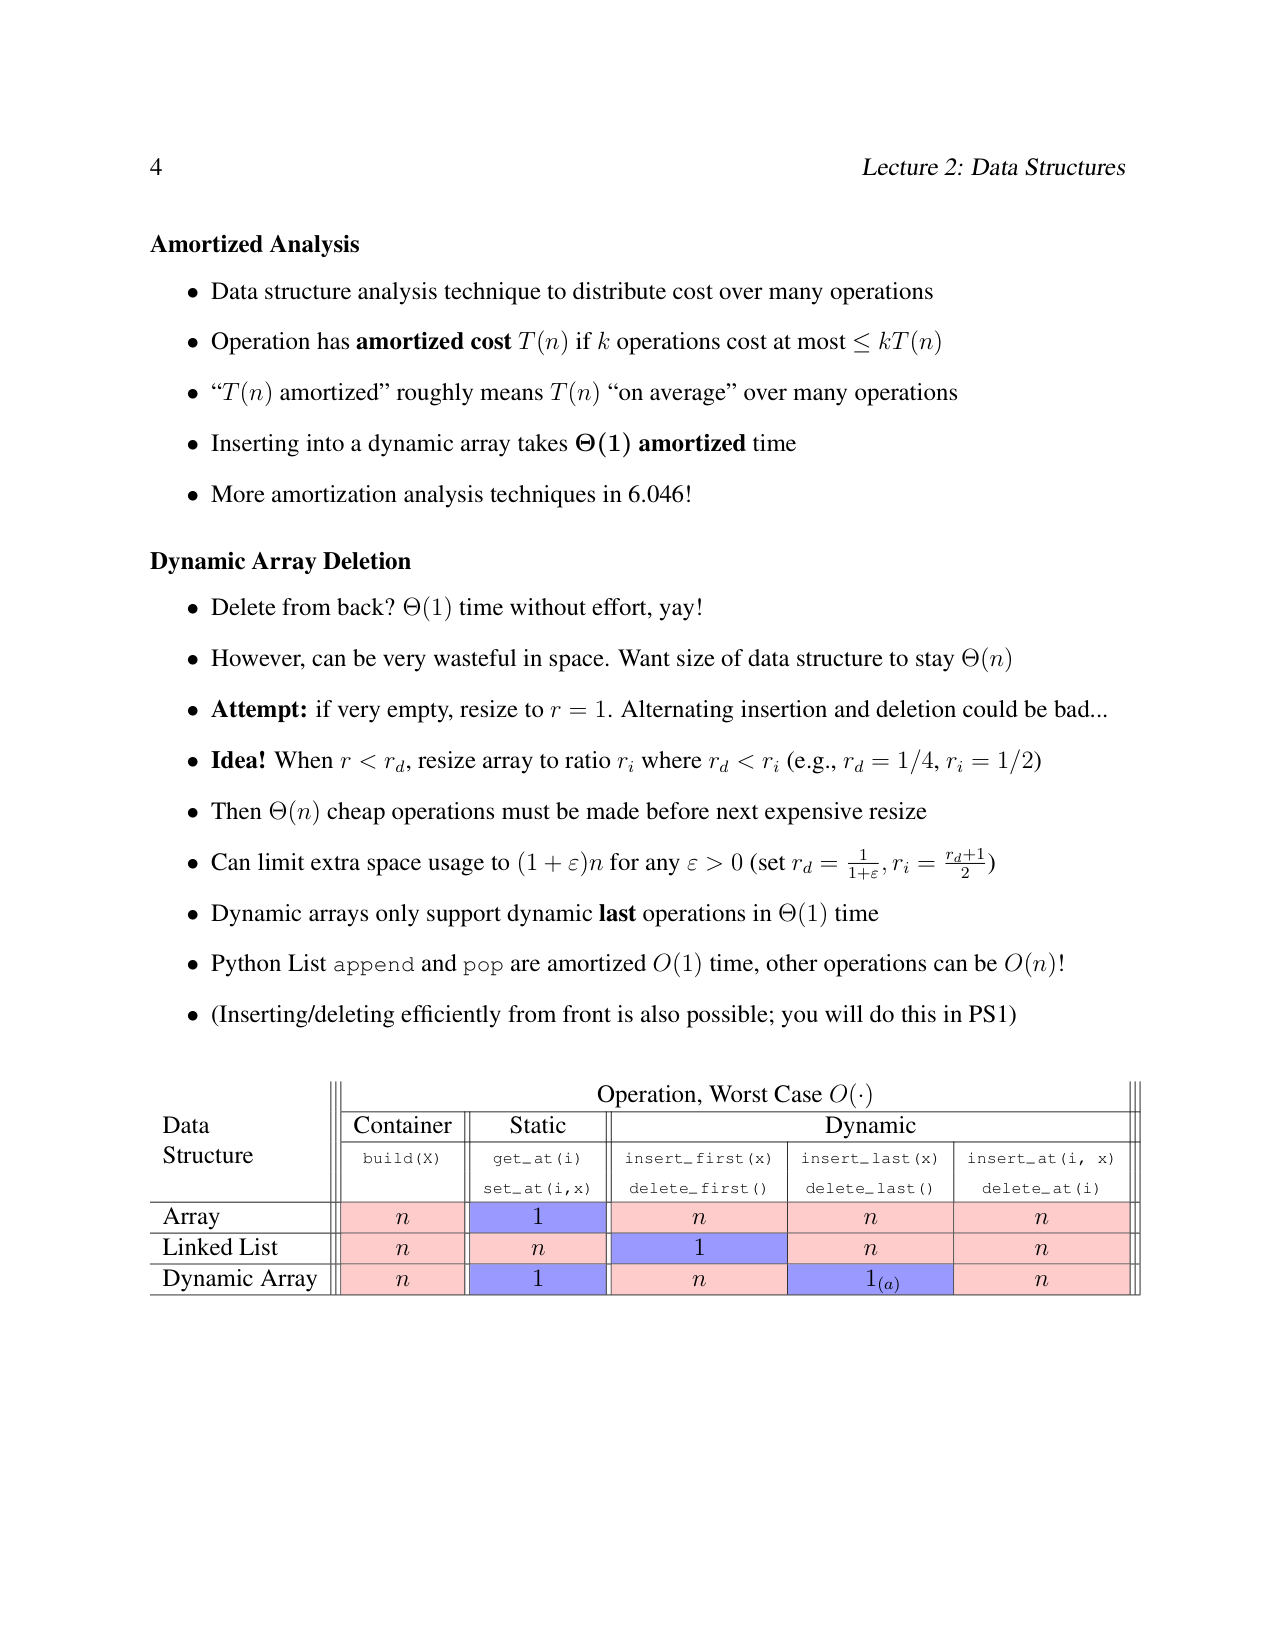 4 Lecture 2: Data Structures
Amortized Analysis
• Data structure analysis technique to distribute cost over many operations
• Operation has amortized cost T(n) if k operations cost at most ≤ kT(n)
• “T(n) amortized” roughly means T(n) “on average” over many operations
• Inserting into a dynamic array takes Θ(1) amortized time
• More amortization analysis techniques in 6.046!
Dynamic Array Deletion
• Delete from back? Θ(1) time without effort, yay!
• However, can be very wasteful in space. Want size of data structure to stay Θ(n)
• Attempt: if very empty, resize to r = 1. Alternating insertion and deletion could be bad...
• Idea! When r < r_d, resize array to ratio r_i where r_d < r_i (e.g., r_d = 1/4, r_i = 1/2)
• Then Θ(n) cheap operations must be made before next expensive resize
• Can limit extra space usage to (1 + ε)n for any ε > 0 (set r_d = 1/(1+ε), r_i = (r_d+1)/2)
• Dynamic arrays only support dynamic last operations in Θ(1) time
• Python List append and pop are amortized O(1) time, other operations can be O(n)!
• (Inserting/deleting efficiently from front is also possible; you will do this in PS1)
Operation, Worst Case O(·)
Data Container Static Dynamic
Structure build(X) get_at(i) insert_first(x) insert_last(x) insert_at(i, x)
set_at(i,x) delete_first() delete_last() delete_at(i)
Array n 1 n n n
Linked List n n 1 n n
Dynamic Array n 1 n 1(a) n